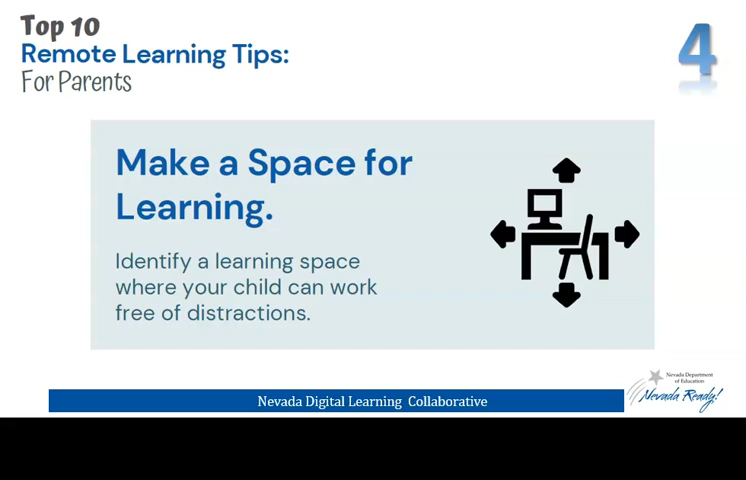 Top 10
Remote Learning Tips:
For Parents
4
Make a Space for
Learning.
Identify a learning space
where your child can work
free of distractions.
Nevada Digital Learning Collaborative
Nevada Department
of Education
Nevada Ready!